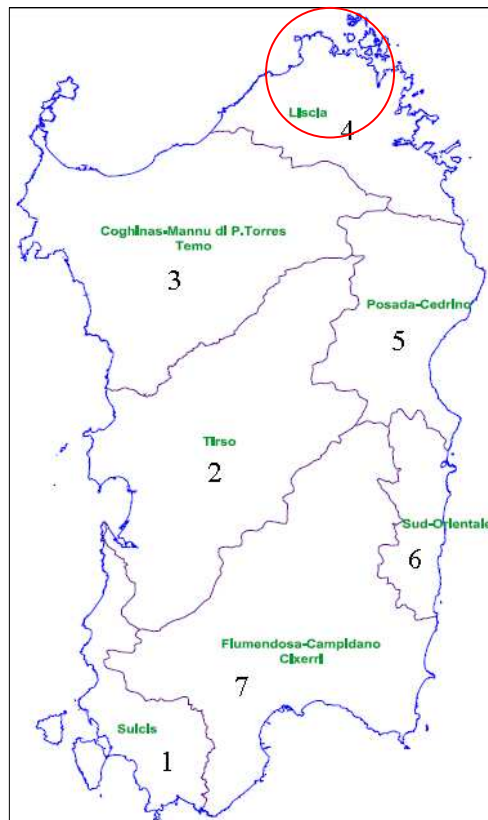 Liscia
4
Coghinas-Mannu di P.Torres
Temo
3
Posada-Cedrino
5
Tirso
2
Sud-Orientale
6
Flumendosa-Campidano
Cixerri
7
Sulcis
1